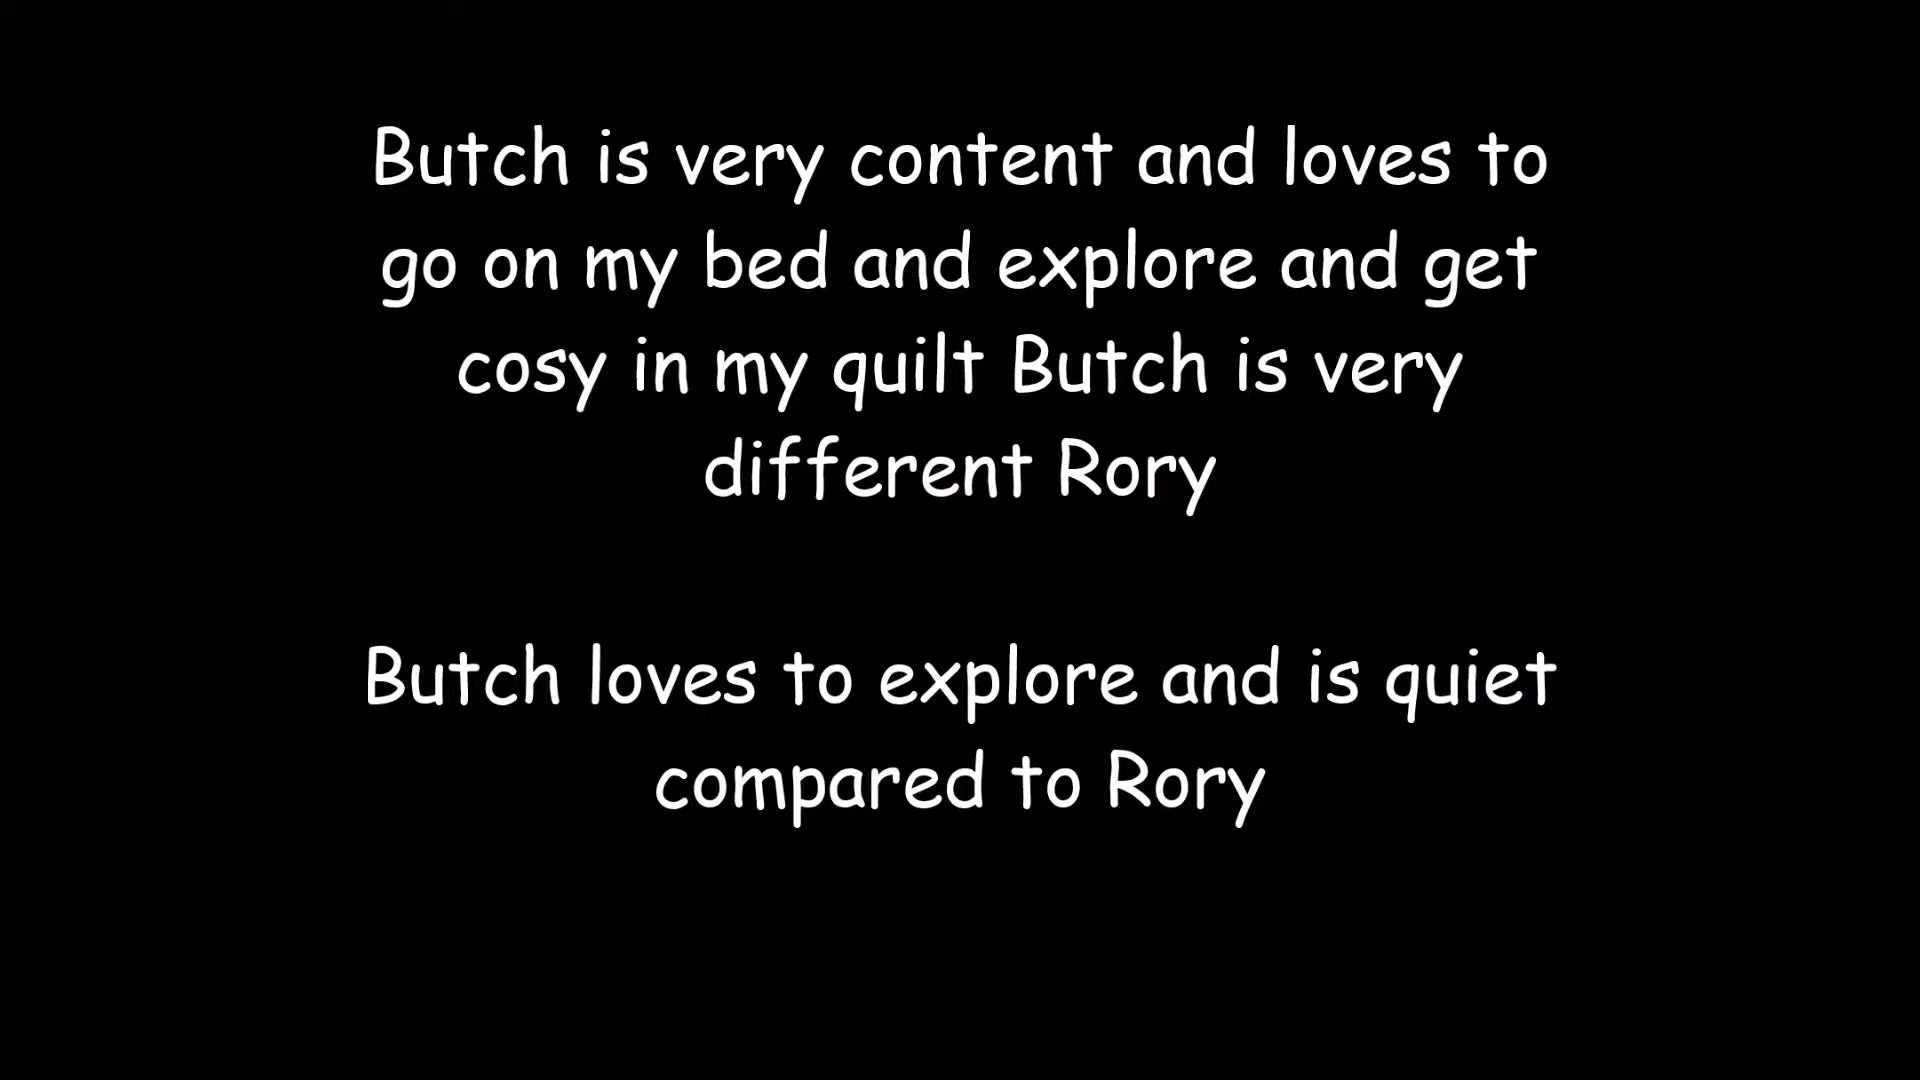 Butch is very content and loves to
go on my bed and explore and get
cosy in my quilt Butch is very
different Rory
Butch loves to explore and is quiet
compared to Rory